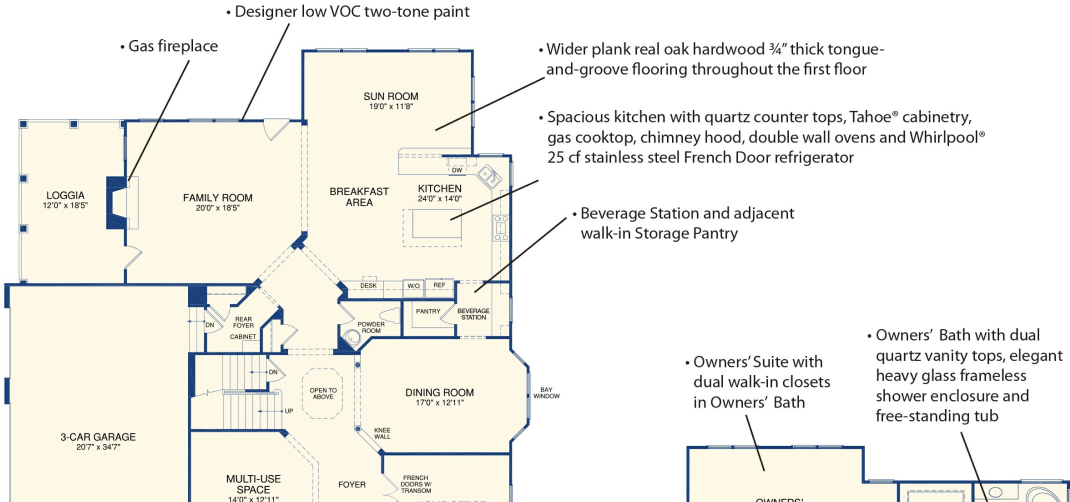 • Designer low VOC two-tone paint
• Gas fireplace
• Wider plank real oak hardwood ¾” thick tongue-
and-groove flooring throughout the first floor
SUN ROOM
19'0" x 11'8"
• Spacious kitchen with quartz counter tops, Tahoe® cabinetry,
gas cooktop, chimney hood, double wall ovens and Whirlpool®
25 cf stainless steel French Door refrigerator
DW
LOGGIA
12'0" x 18'5"
FAMILY ROOM
20'0" x 18'5"
BREAKFAST
AREA
KITCHEN
24'0" x 14'0"
• Beverage Station and adjacent
walk-in Storage Pantry
DESK
W/O
REF
PANTRY
BEVERAGE
STATION
DN
REAR
FOYER
CABINET
POWDER
ROOM
• Owners’ Bath with dual
quartz vanity tops, elegant
heavy glass frameless
shower enclosure and
free-standing tub
• Owners’ Suite with
dual walk-in closets
in Owners’ Bath
DN
OPEN TO
ABOVE
UP
DINING ROOM
17'0" x 12'11"
BAY
WINDOW
KNEE
WALL
3-CAR GARAGE
20'7" x 34'7"
MULTI-USE
SPACE
14'0" x 12'11"
FOYER
FRENCH
DOORS W/
TRANSOM
HOME OFFICE
OWNERS'